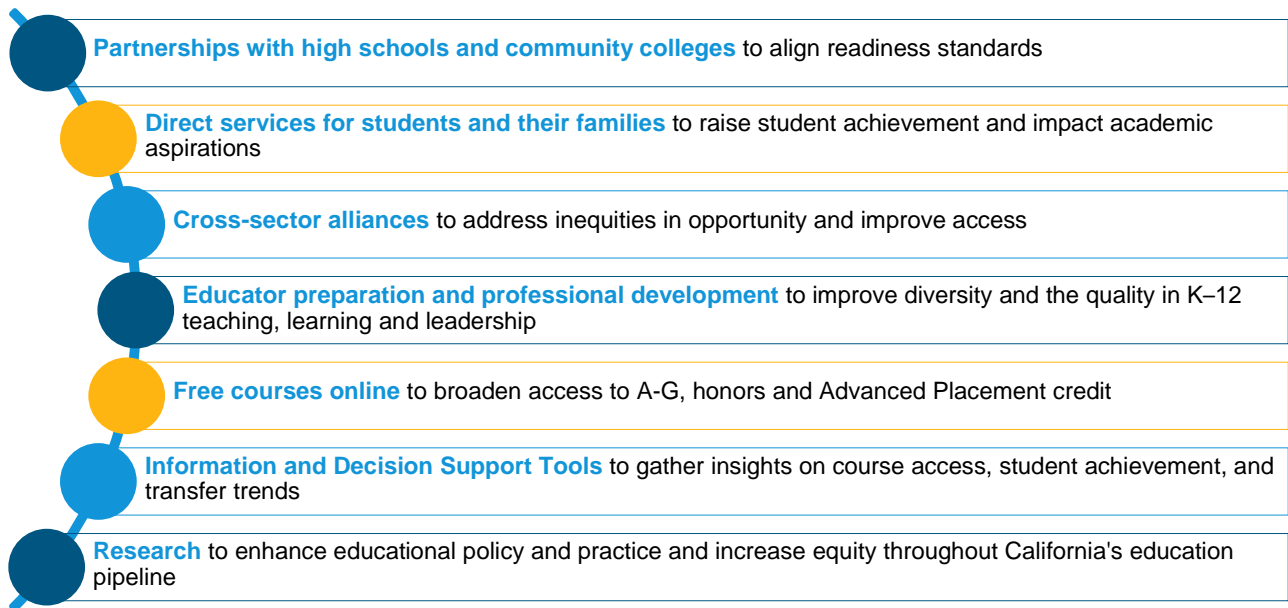 Partnerships with high schools and community colleges to align readiness standards
Direct services for students and their families to raise student achievement and impact academic
aspirations
Cross-sector alliances to address inequities in opportunity and improve access
Educator preparation and professional development to improve diversity and the quality in K–12
teaching, learning and leadership
Free courses online to broaden access to A-G, honors and Advanced Placement credit
Information and Decision Support Tools to gather insights on course access, student achievement, and
transfer trends
Research to enhance educational policy and practice and increase equity throughout California's education
pipeline